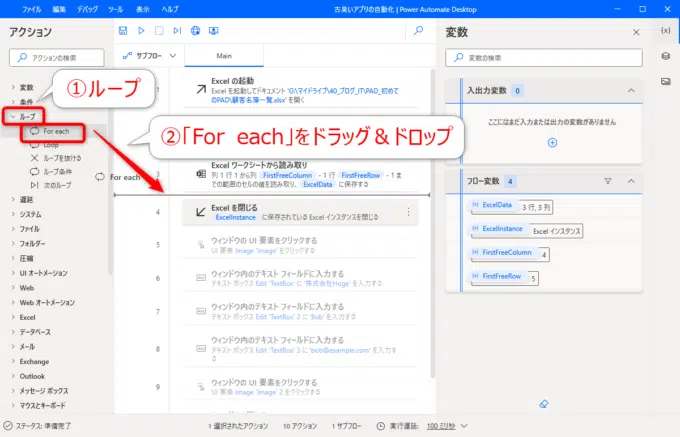 ファイル 編集 デバッグ ツール 表示 ヘルプ
古臭いアプリの自動化 | Power Automate Desktop
アクション
アクションの検索
変数
条件
ループ
For each
Loop
ループを抜ける
ループ条件
次のループ
遅延
システム
ファイル
フォルダー
圧縮
UI オートメーション
Web
Web オートメーション
Excel
データベース
メール
Exchange
Outlook
メッセージ ボックス
マウスとキーボード
①ループ
②「For each」をドラッグ＆ドロップ
For each
サブフロー
Main
1
Excel の起動
Excel を起動してドキュメント 'G:\マイドライブ\40_ブログ_IT\PAD_初めて
のPAD\顧客名簿一覧.xlsx' を開く
3
Excel ワークシートから読み取り
列 1 行 1 から列 FirstFreeColumn - 1 行 FirstFreeRow - 1 ま
での範囲のセルの値を読み取り、 ExcelData に保存する
4
Excel を閉じる
ExcelInstance に保存されている Excel インスタンスを閉じる
5
ウィンドウの UI 要素をクリックする
UI 要素 Image 'Image' をクリックする
6
ウィンドウ内のテキスト フィールドに入力する
テキスト ボックス Edit 'TextBox' に '株式会社Hoge' を入力する
7
ウィンドウ内のテキスト フィールドに入力する
テキスト ボックス Edit 'TextBox' 2 に 'Bob' を入力する
8
ウィンドウ内のテキスト フィールドに入力する
テキスト ボックス Edit 'TextBox' 3 に 'bob@example.com' を入力す
る
9
ウィンドウの UI 要素をクリックする
UI 要素 Image 'Image' 2 をクリックする
変数
{x}
変数の検索
入出力変数 0
ここにはまだ入力または出力の変数がありません
フロー変数 4
(x) ExcelData 3 行, 3 列
(x) ExcelInstance Excel インスタンス
(x) FirstFreeColumn 4
(x) FirstFreeRow 5
ステータス: 準備完了
1 選択されたアクション
10 アクション
1 サブフロー
実行遅延: 100 ミリ秒